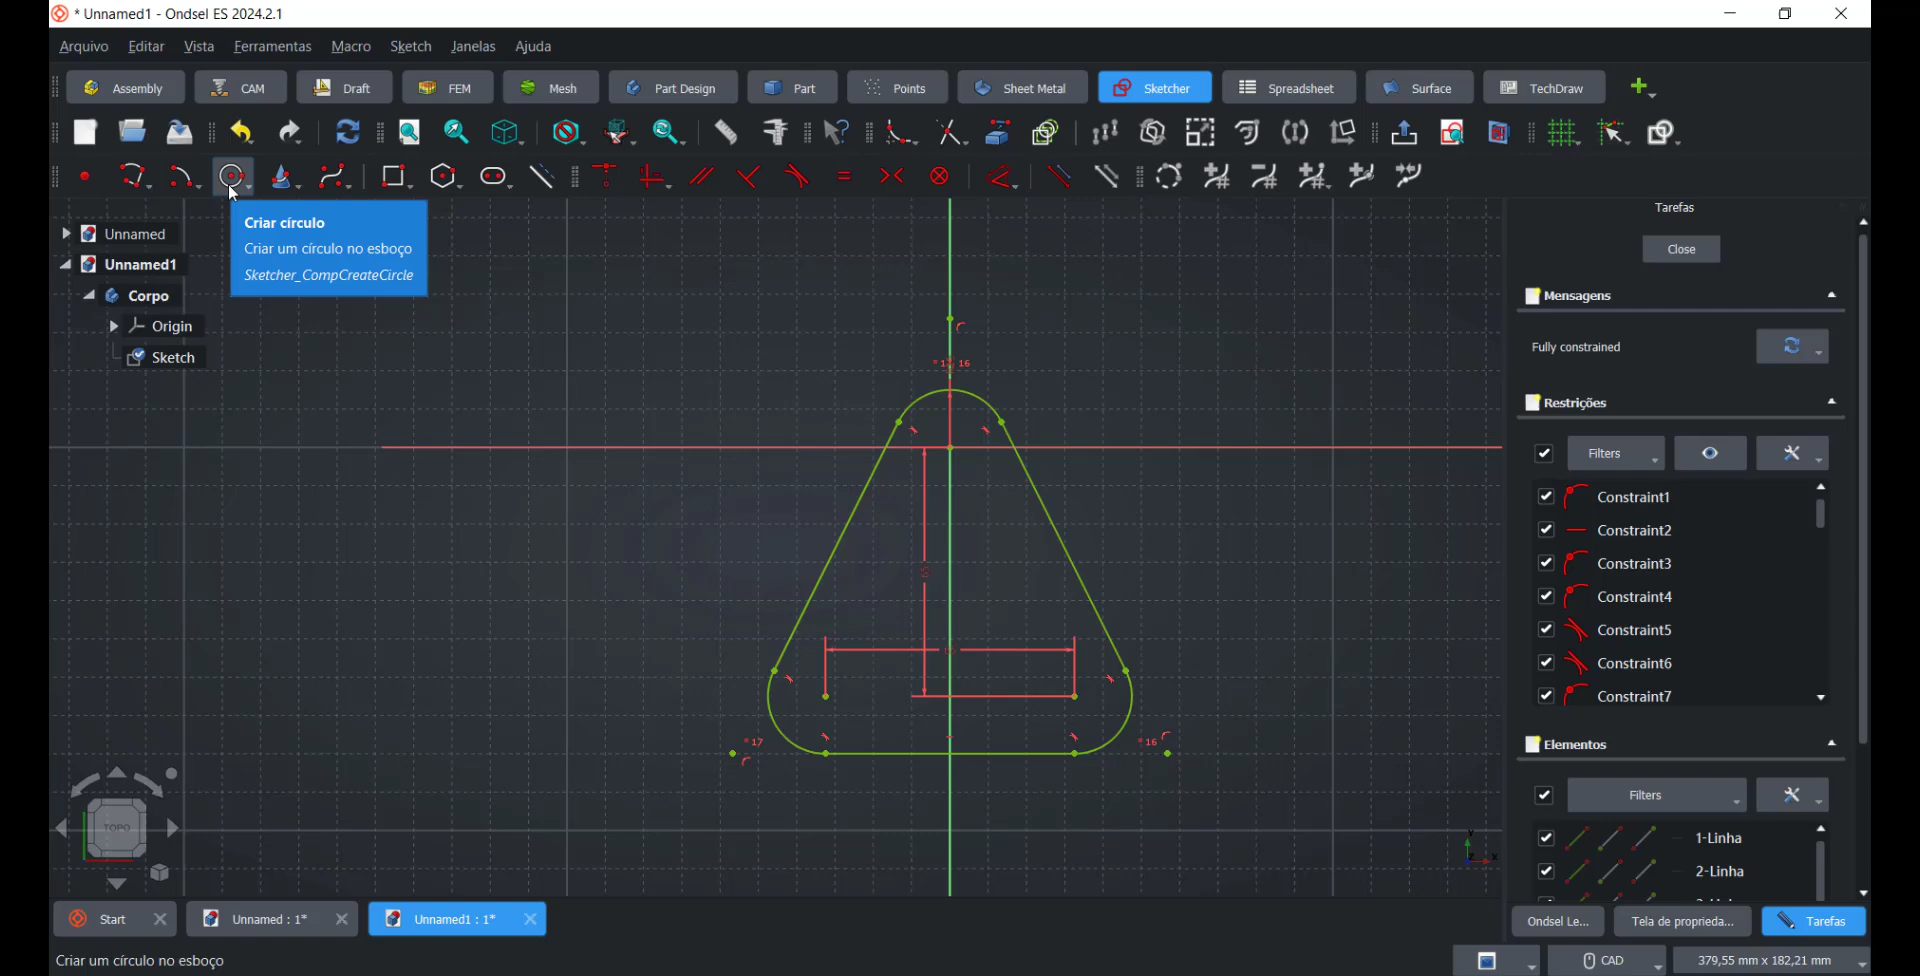 * Unnamed1 - Ondsel ES 2024.2.1
Arquivo Editar Vista Ferramentas Macro Sketch Janelas Ajuda
Assembly CAM Draft FEM Mesh Part Design Part Points Sheet Metal Sketcher Spreadsheet Surface TechDraw
Unnamed
Unnamed1
Corpo
Origin
Sketch
Criar círculo
Criar um círculo no esboço
Sketcher_CompCreateCircle
16
17
16
TOPO
Tarefas
Close
Mensagens
Fully constrained
Restrições
Filters
Constraint1
Constraint2
Constraint3
Constraint4
Constraint5
Constraint6
Constraint7
Elementos
Filters
1-Linha
2-Linha
Start Unnamed : 1* Unnamed1 : 1*
Ondsel Le... Tela de proprieda... Tarefas
Criar um círculo no esboço
CAD 379,55 mm x 182,21 mm